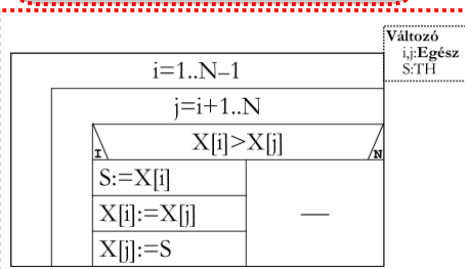 Változó
i,j:Egész
S:TH
i=1..N–1
j=i+1..N
X[i]>X[j]
I
N
S:=X[i]
X[i]:=X[j]
—
X[j]:=S